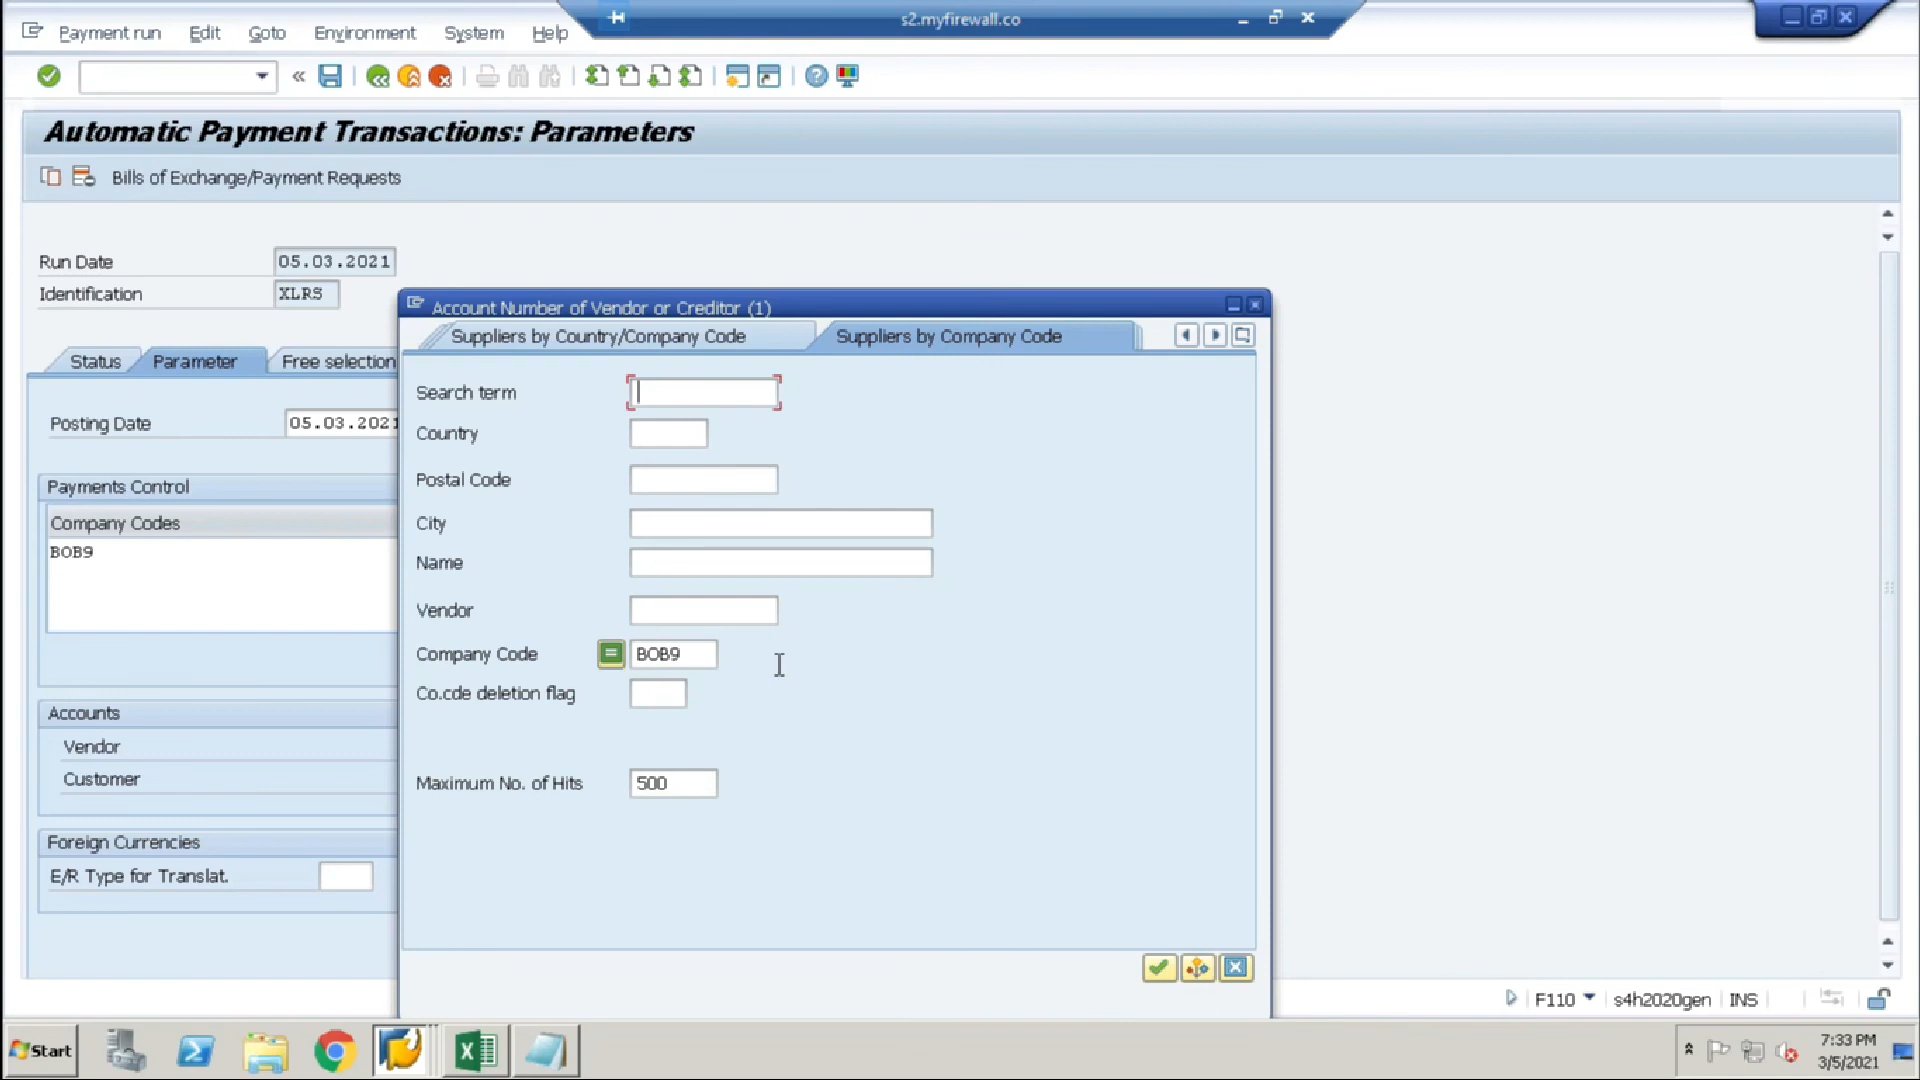 s2.myfirewall.co
Payment run Edit Goto Environment System Help
Automatic Payment Transactions: Parameters
Bills of Exchange/Payment Requests
Run Date 05.03.2021
Identification XLRS
Status Parameter Free selection
Posting Date 05.03.2021
Payments Control
Company Codes
BOB9
Accounts
Vendor
Customer
Foreign Currencies
E/R Type for Translat.
Account Number of Vendor or Creditor (1)
Suppliers by Country/Company Code Suppliers by Company Code
Search term
Country
Postal Code
City
Name
Vendor
Company Code = BOB9
Co.cde deletion flag
Maximum No. of Hits 500
F110 s4h2020gen INS
Start
7:33 PM
3/5/2021